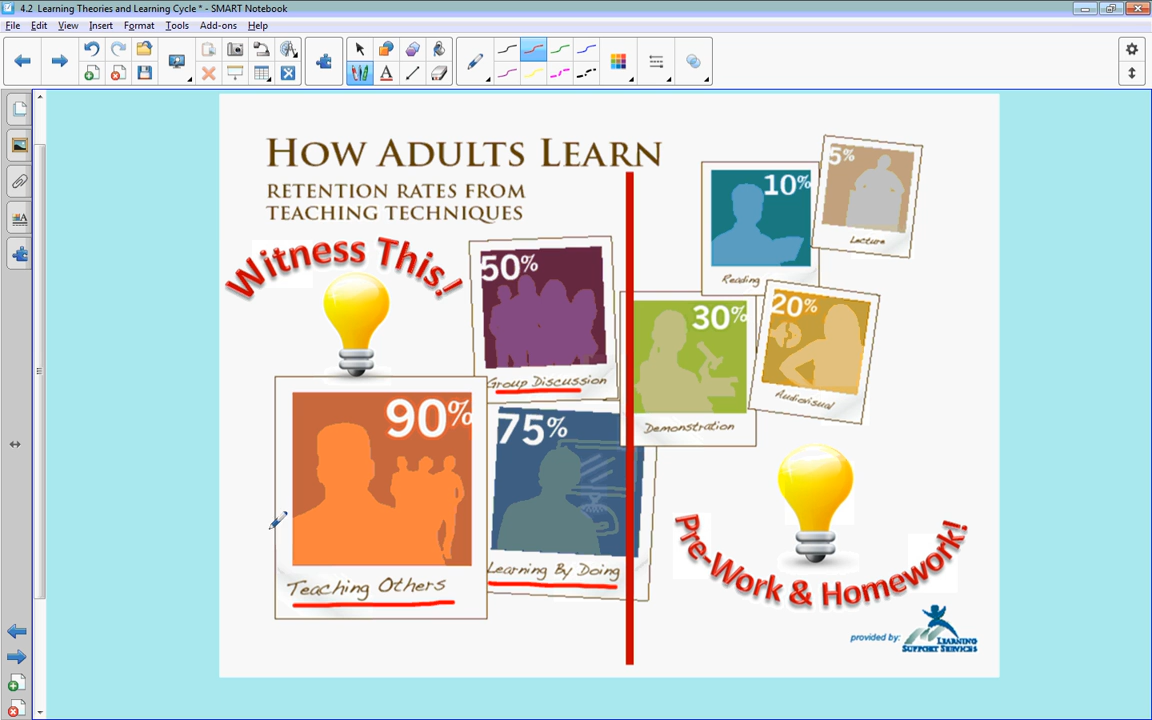 4.2  Learning Theories and Learning Cycle * - SMART Notebook
File Edit View Insert Format Tools Add-ons Help
HOW ADULTS LEARN
RETENTION RATES FROM
TEACHING TECHNIQUES
Witness This!
50%
Group Discussion
90%
Teaching Others
75%
Learning By Doing
10%
Reading
5%
Lecture
30%
Demonstration
20%
Audiovisual
Pre-Work & Homework!
provided by:
LEARNING
SUPPORT SERVICES